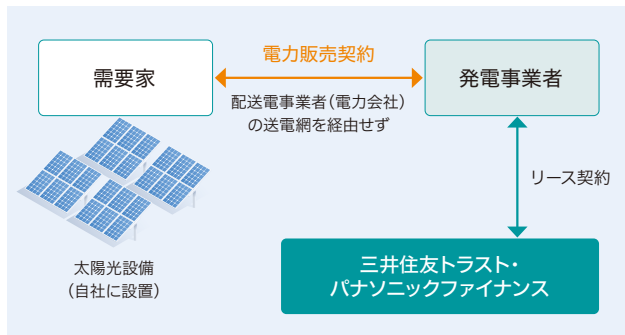 需要家
電力販売契約
配送電事業者(電力会社)
の送電網を経由せず
発電事業者
リース契約
太陽光設備
(自社に設置)
三井住友トラスト・
パナソニックファイナンス